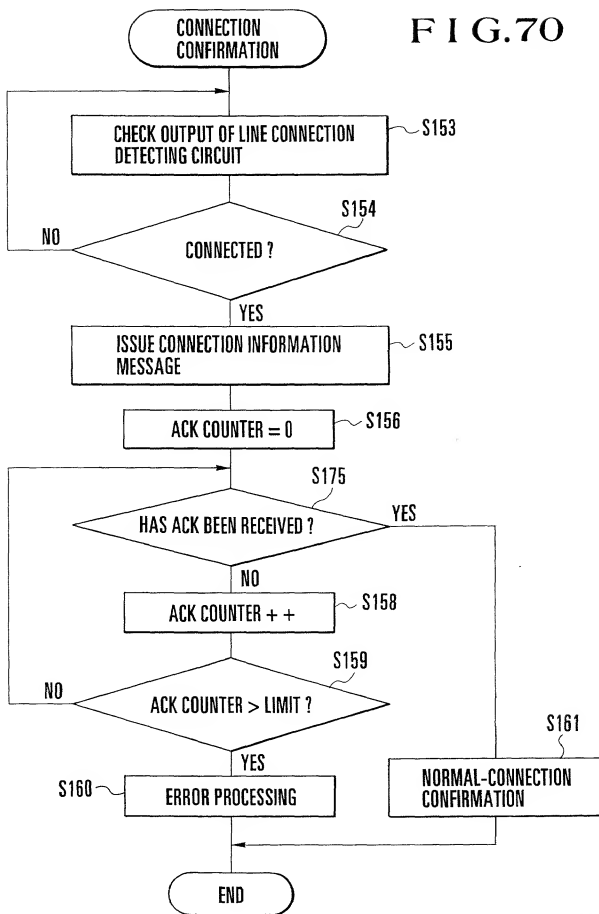 CONNECTION
CONFIRMATION
F I G.70
CHECK OUTPUT OF LINE CONNECTION
DETECTING CIRCUIT
S153
S154
NO
CONNECTED ?
YES
ISSUE CONNECTION INFORMATION
MESSAGE
S155
ACK COUNTER = 0
S156
S175
HAS ACK BEEN RECEIVED ?
YES
NO
ACK COUNTER + +
S158
S159
NO
ACK COUNTER > LIMIT ?
YES
S160
ERROR PROCESSING
S161
NORMAL-CONNECTION
CONFIRMATION
END